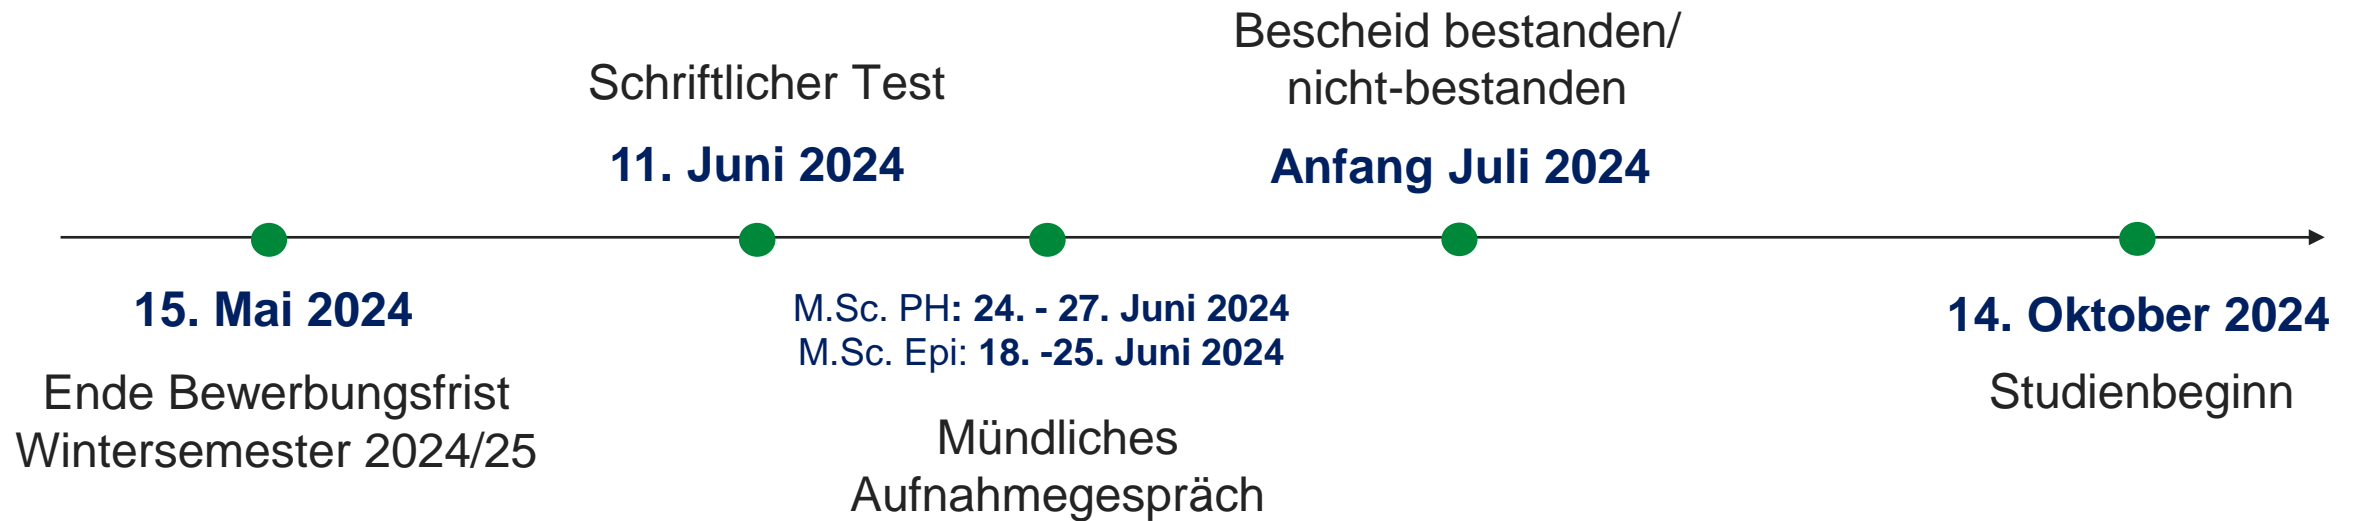 Ende Bewerbungsfrist
Wintersemester 2024/25
15. Mai 2024
Schriftlicher Test
11. Juni 2024
M.Sc. PH: 24. - 27. Juni 2024
M.Sc. Epi: 18. -25. Juni 2024
Mündliches
Aufnahmegespräch
Bescheid bestanden/
nicht-bestanden
Anfang Juli 2024
14. Oktober 2024
Studienbeginn